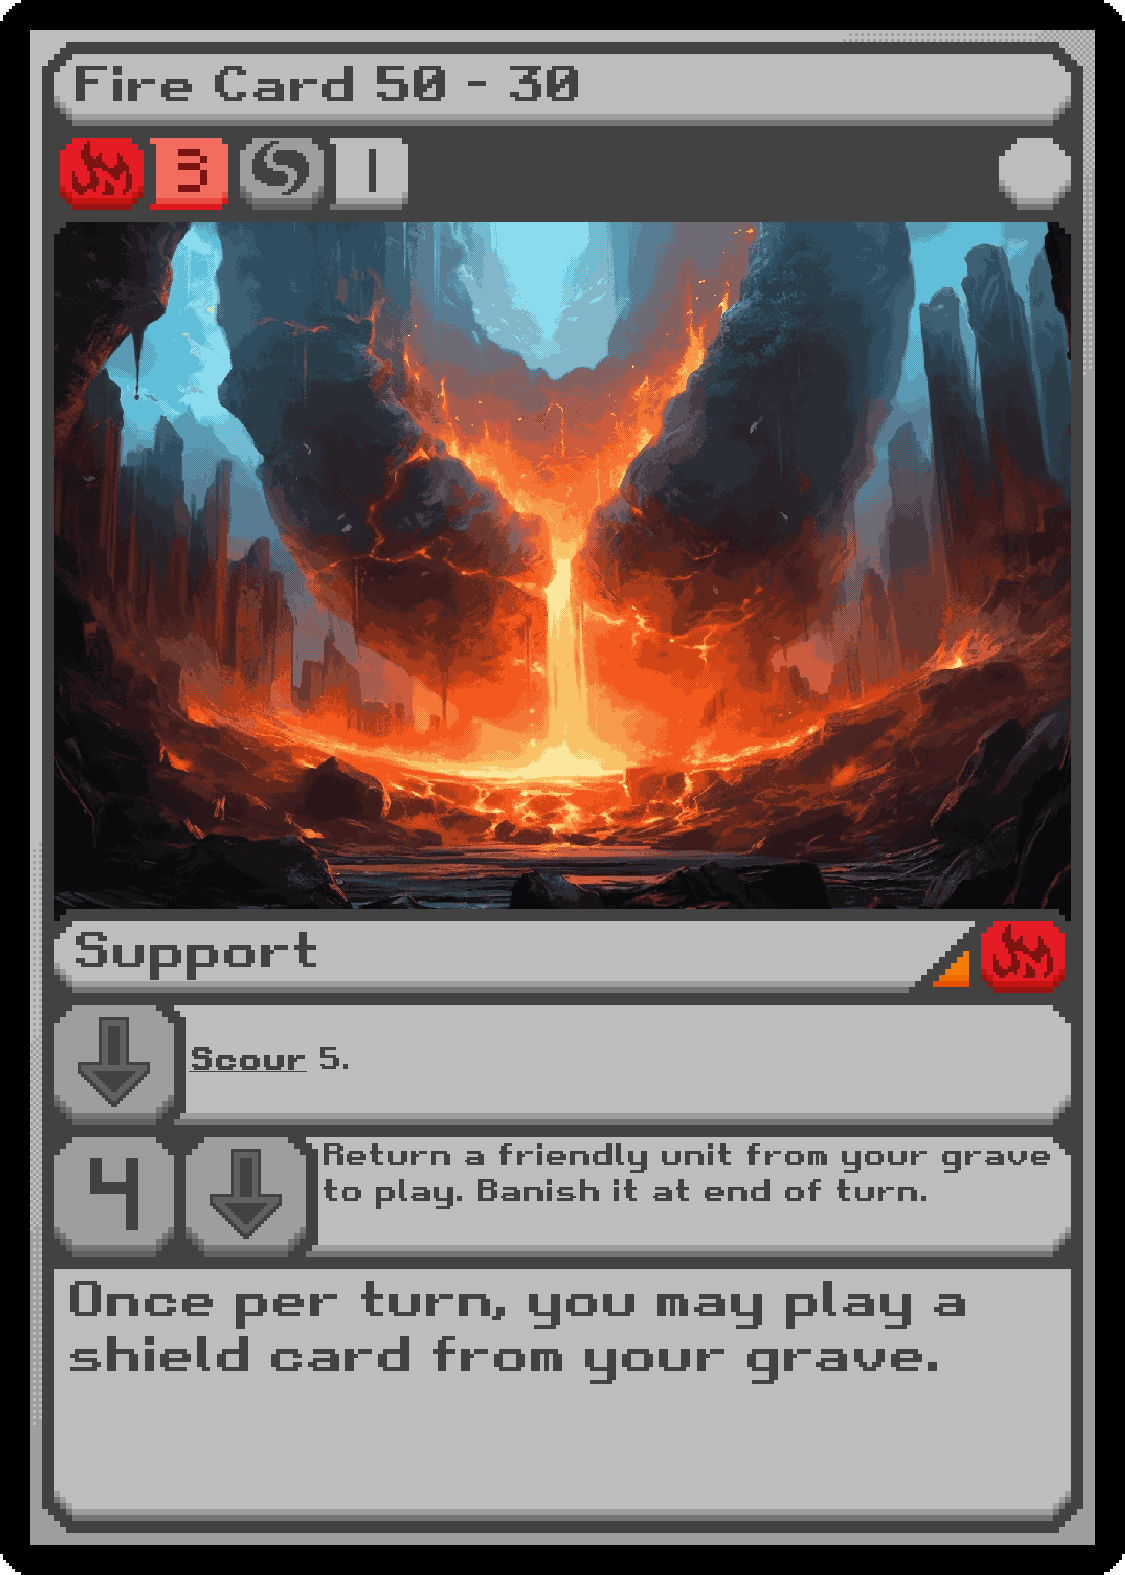 Fire Card 50 - 30
3 1
Support
Scour 5.
4
Return a friendly unit from your grave
to play. Banish it at end of turn.
Once per turn, you may play a
shield card from your grave.